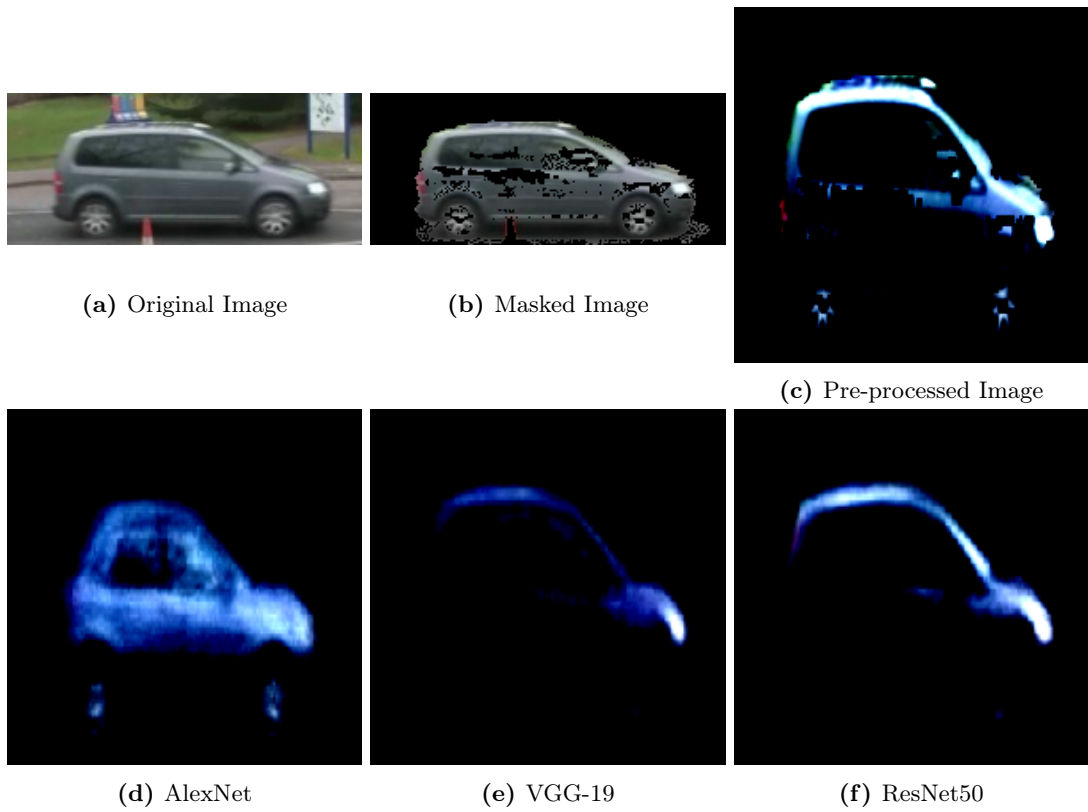 (a) Original Image
(b) Masked Image
(c) Pre-processed Image
(d) AlexNet
(e) VGG-19
(f) ResNet50